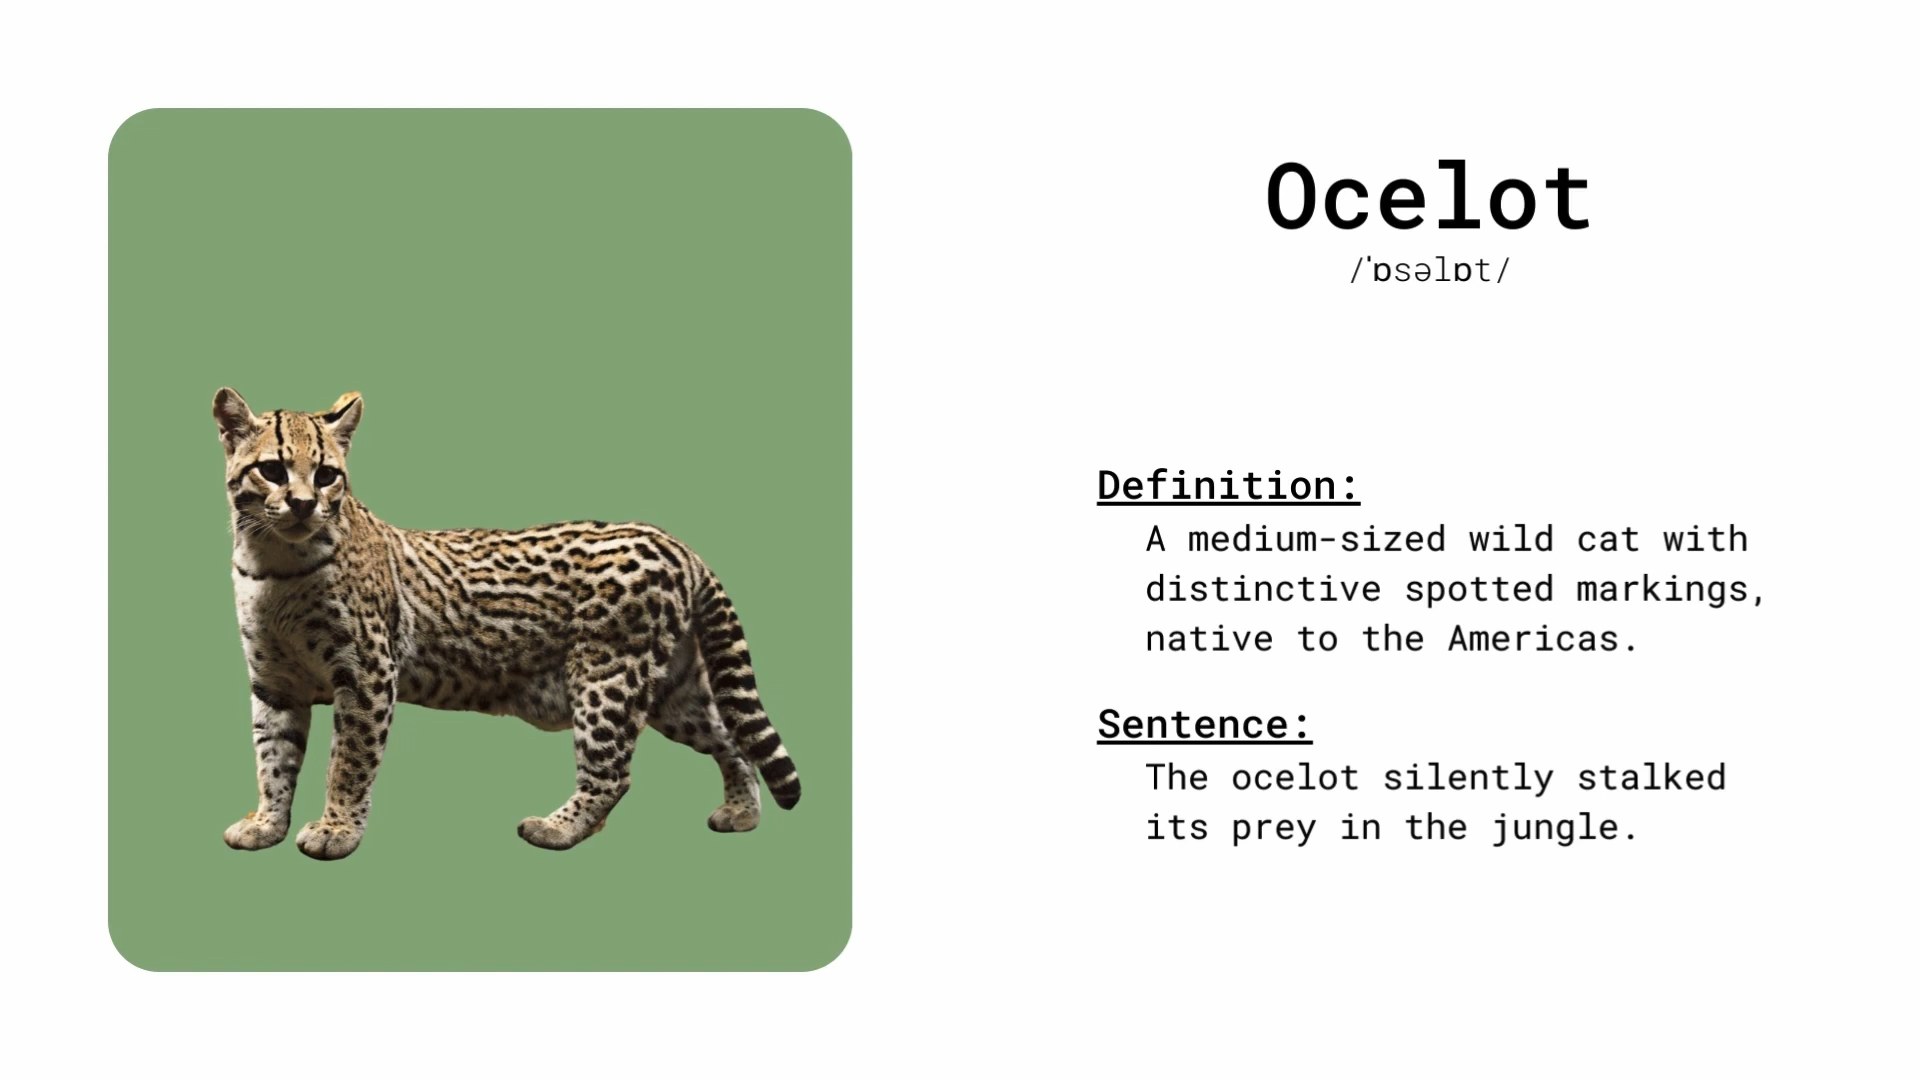 Ocelot
/ˈɒsəlɒt/
Definition:
A medium-sized wild cat with
distinctive spotted markings,
native to the Americas.
Sentence:
The ocelot silently stalked
its prey in the jungle.